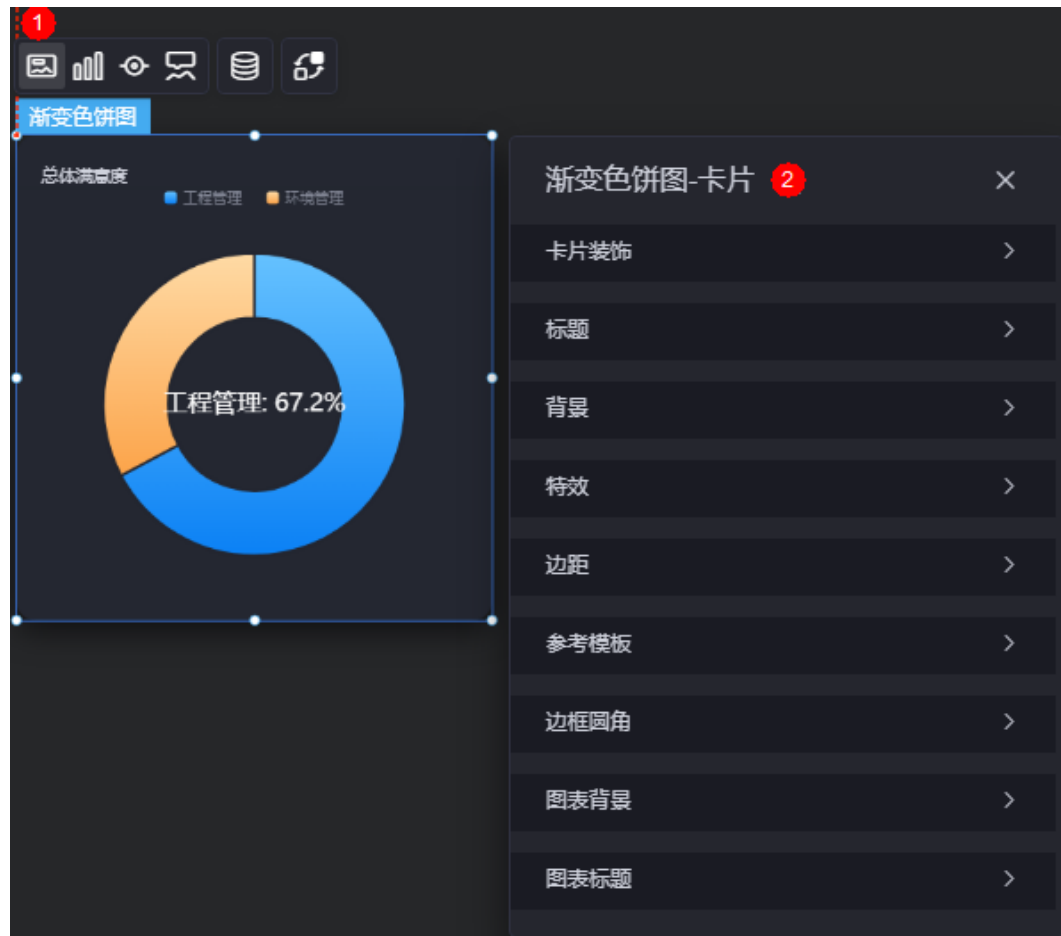 1
渐变色饼图
总体满意度
工程管理 环境管理
工程管理: 67.2%
渐变色饼图-卡片 2
卡片装饰
标题
背景
特效
边距
参考模板
边框圆角
图表背景
图表标题